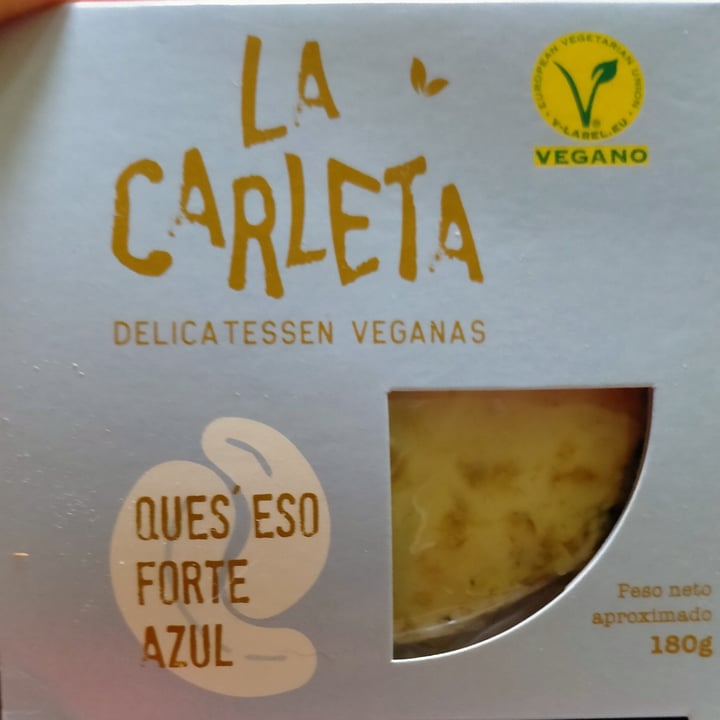 LA
CARLETA
DELICATESSEN VEGANAS
EUROPEAN VEGETARIAN UNION
V-LABEL.EU
VEGANO
QUES'ESO
FORTE
AZUL
Peso neto
aproximado
180g